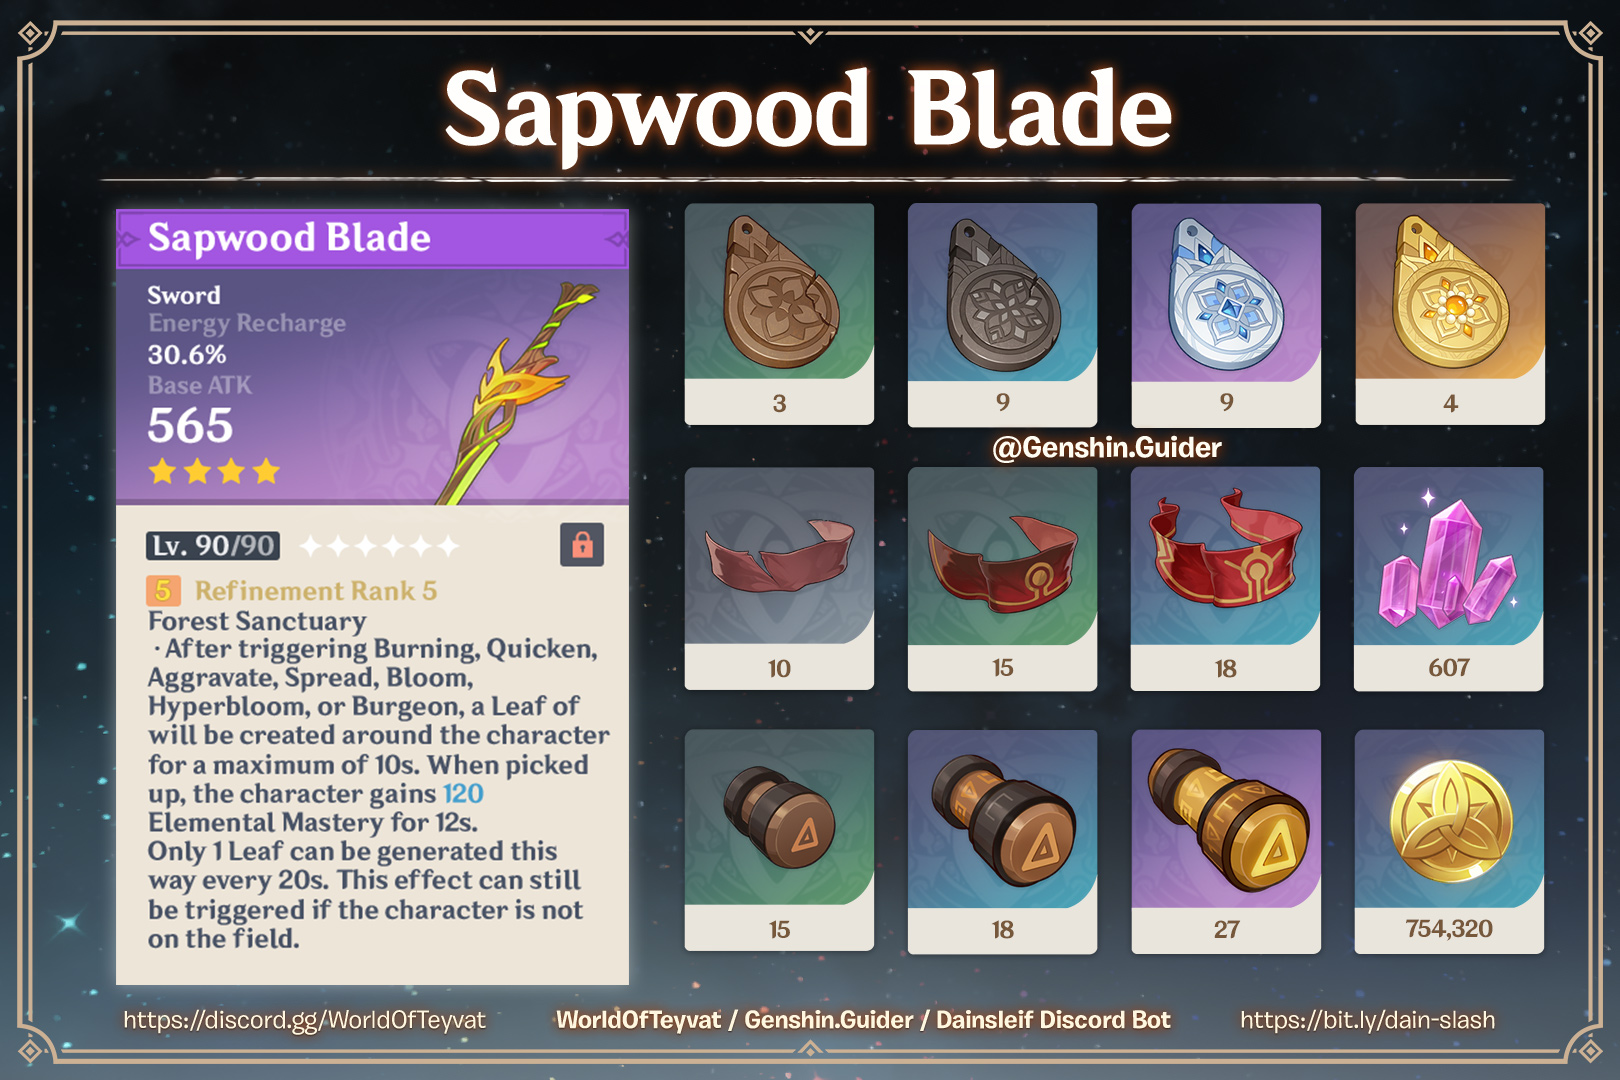 Sapwood Blade
Sapwood Blade
Sword
Energy Recharge
30.6%
Base ATK
565
Lv. 90/90
5 Refinement Rank 5
Forest Sanctuary
· After triggering Burning, Quicken,
Aggravate, Spread, Bloom,
Hyperbloom, or Burgeon, a Leaf of
will be created around the character
for a maximum of 10s. When picked
up, the character gains 120
Elemental Mastery for 12s.
Only 1 Leaf can be generated this
way every 20s. This effect can still
be triggered if the character is not
on the field.
3
9
9
4
@Genshin.Guider
10
15
18
607
15
18
27
754,320
https://discord.gg/WorldOfTeyvat
WorldOfTeyvat / Genshin.Guider / Dainsleif Discord Bot
https://bit.ly/dain-slash